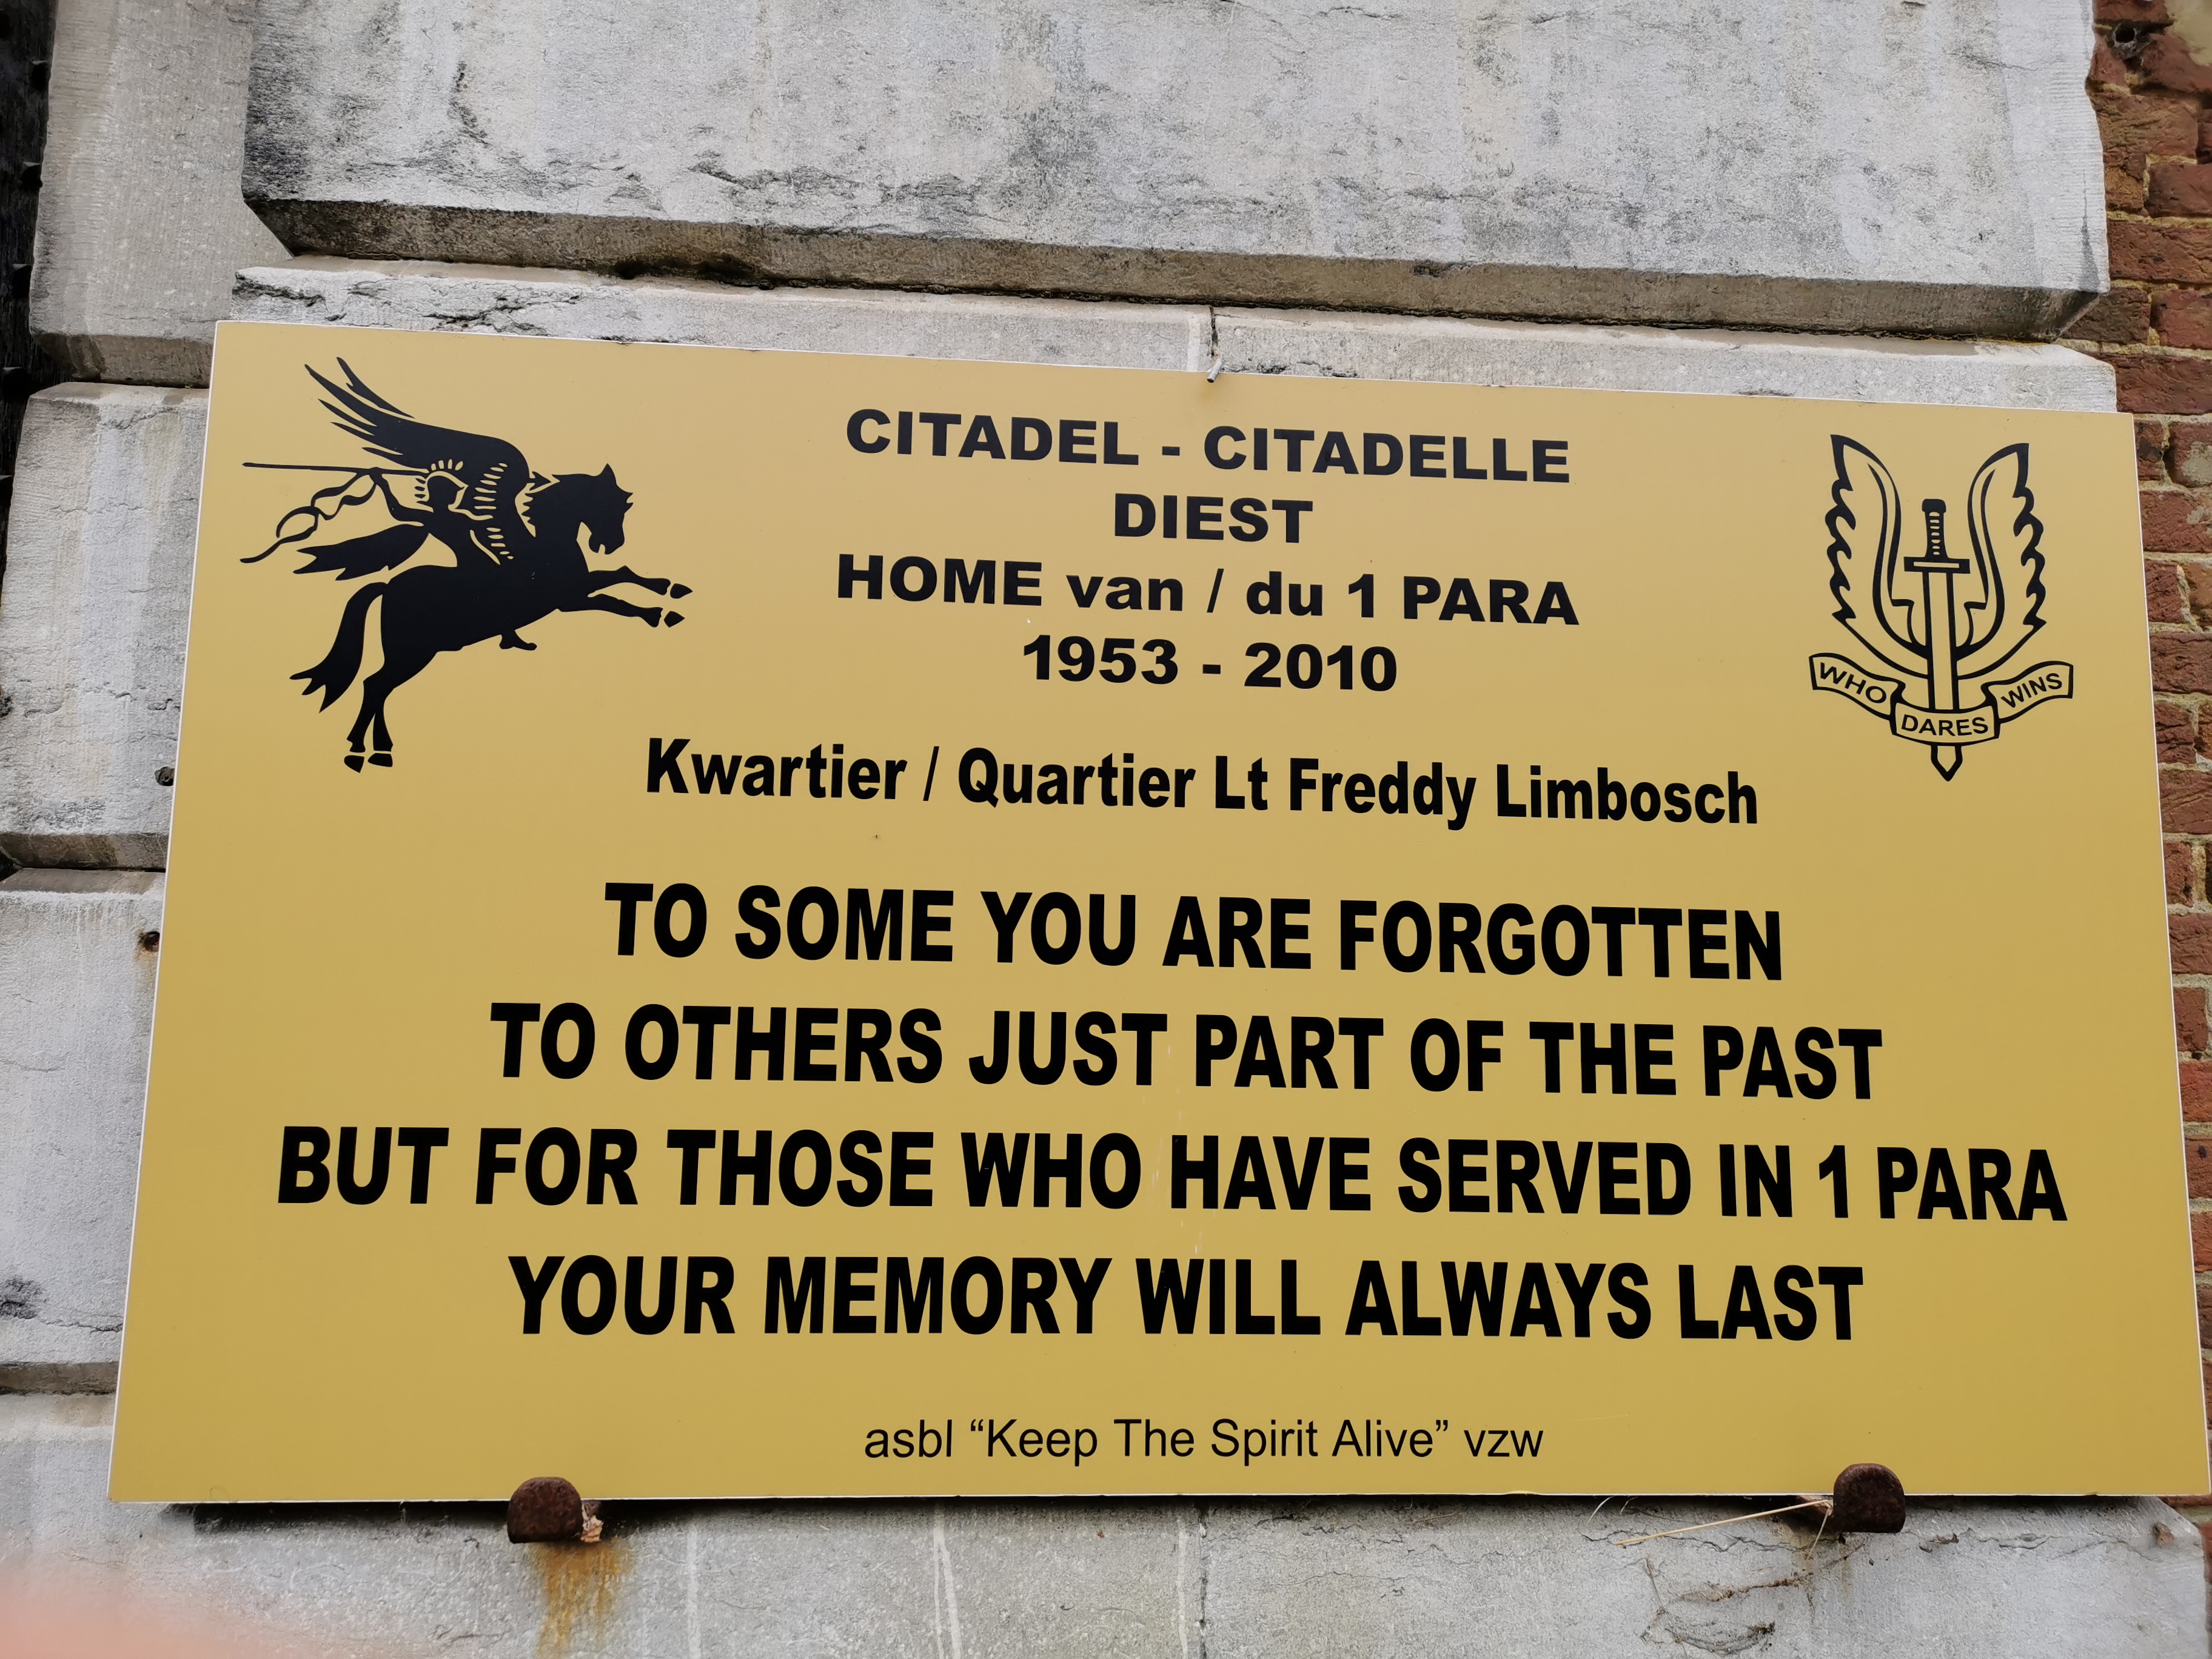 CITADEL - CITADELLE
DIEST
HOME van / du 1 PARA
1953 - 2010
WHO DARES WINS
Kwartier / Quartier Lt Freddy Limbosch
TO SOME YOU ARE FORGOTTEN
TO OTHERS JUST PART OF THE PAST
BUT FOR THOSE WHO HAVE SERVED IN 1 PARA
YOUR MEMORY WILL ALWAYS LAST
asbl “Keep The Spirit Alive” vzw